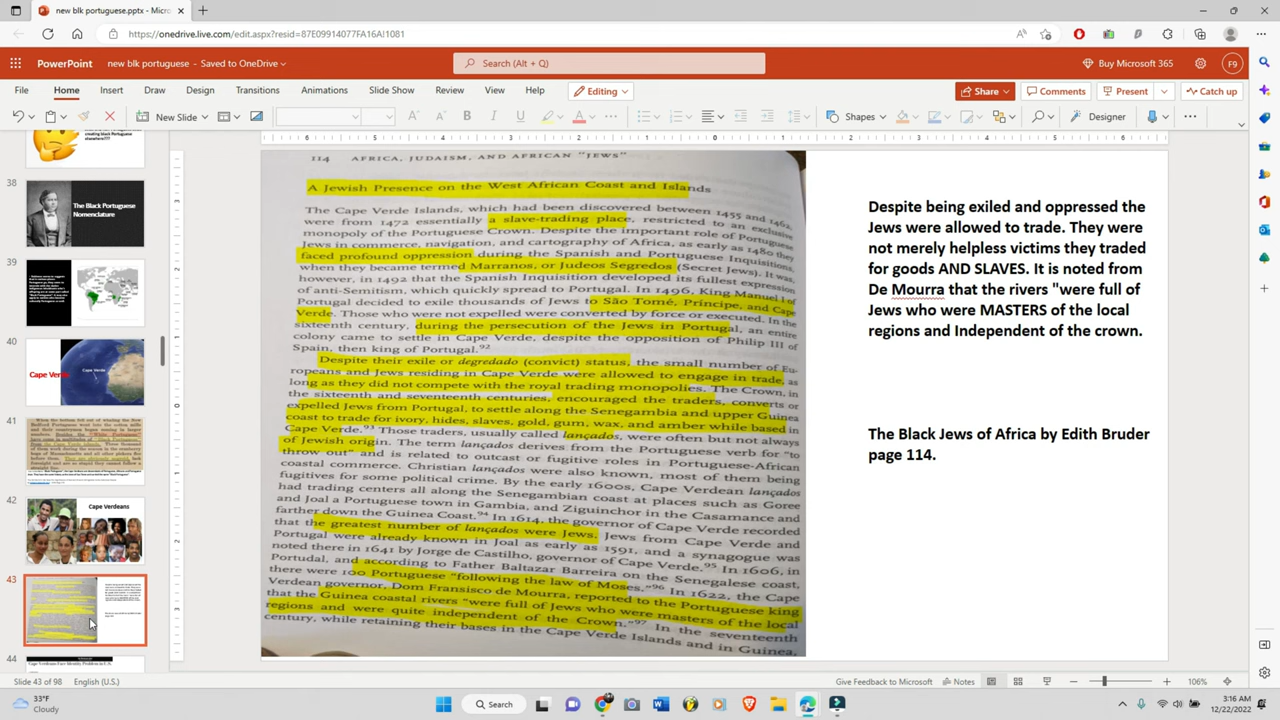 new blk portuguese.pptx - Micro
https://onedrive.live.com/edit.aspx?resid=87E09914077FA16A!1081
PowerPoint
new blk portuguese - Saved to OneDrive
Search (Alt + Q)
Buy Microsoft 365
F9
File
Home
Insert
Draw
Design
Transitions
Animations
Slide Show
Review
View
Help
Editing
Share
Comments
Present
Catch up
New Slide
Shapes
Designer
creating black Portuguese
elsewhere???
38
The Black Portuguese
Nomenclature
39
40
Cape Verde
41
42
Cape Verdeans
43
44
Cape Verdeans Face Identity Problem in U.S.
114 AFRICA, JUDAISM, AND AFRICAN "JEWS"
A Jewish Presence on the West African Coast and Islands
The Cape Verde Islands, which had been discovered between 1455 and 1462,
were from 1472 essentially a slave-trading place, restricted to an exclusive
monopoly of the Portuguese Crown. Despite the important role of Portuguese
Jews in commerce, navigation, and cartography of Africa, as early as 1480 they
faced profound oppression during the Spanish and Portuguese Inquisitions,
when they became termed Marranos, or Judeos Segredos (Secret Jews). It was,
however, in 1492 that the Spanish Inquisition developed its fullest expression
of anti-Semitism, which quickly spread to Portugal. In 1496, King Manuel I of
Portugal decided to exile thousands of Jews to São Tomé, Príncipe, and Cape
Verde. Those who were not expelled were converted by force or executed. In the
sixteenth century, during the persecution of the Jews in Portugal, an entire
colony came to settle in Cape Verde, despite the opposition of Philip III of
Spain, then king of Portugal.92
Despite their exile or degredado (convict) status, the small number of Eu-
ropeans and Jews residing in Cape Verde were allowed to engage in trade, as
long as they did not compete with the royal trading monopolies. The Crown, in
the sixteenth and seventeenth centuries, encouraged the traders, converts or
expelled Jews from Portugal, to settle along the Senegambia and upper Guinea
coast to trade for ivory, hides, slaves, gold, gum, wax, and amber while based in
Cape Verde.93 Those traders, usually called lançados, were often but not always
of Jewish origin. The term lançados derives from the Portuguese verb for "to
throw out" and is related to outcast or fugitive roles in Portuguese-African
coastal commerce. Christian lançados were also known, most of them being
fugitives for some political crime. By the early 1600s, Cape Verdean lançados
had trading centers all along the Senegambian coast at places such as Goree
and Joal a Portuguese town in Gambia, and Ziguinchor in the Casamance and
farther down the Guinea Coast.94 In 1614, the governor of Cape Verde recorded
that the greatest number of lançados were Jews. Jews from Cape Verde and
Portugal were already known in Joal as early as 1591, and a synagogue was
noted there in 1641 by Jorge de Castilho, governor of Cape Verde.95 In 1606,
Portudal, and according to Father Baltazar Barreira on the Senegalese coast,
there were 100 Portuguese "following the law of Moses."96 In 1622, the Cape
Verdean governor, Dom Fransisco de Mourra, reported to the Portuguese king
that the Guinea coastal rivers "were full of Jews who were masters of the local
regions and were quite independent of the Crown."97 In the seventeenth
century, while retaining their bases in the Cape Verde Islands and in Guinea,
Despite being exiled and oppressed the
Jews were allowed to trade. They were
not merely helpless victims they traded
for goods AND SLAVES. It is noted from
De Mourra that the rivers "were full of
Jews who were MASTERS of the local
regions and Independent of the crown.
The Black Jews of Africa by Edith Bruder
page 114.
Slide 43 of 98
English (U.S.)
Give Feedback to Microsoft
Notes
106%
33°F
Cloudy
Search
3:16 AM
12/22/2022